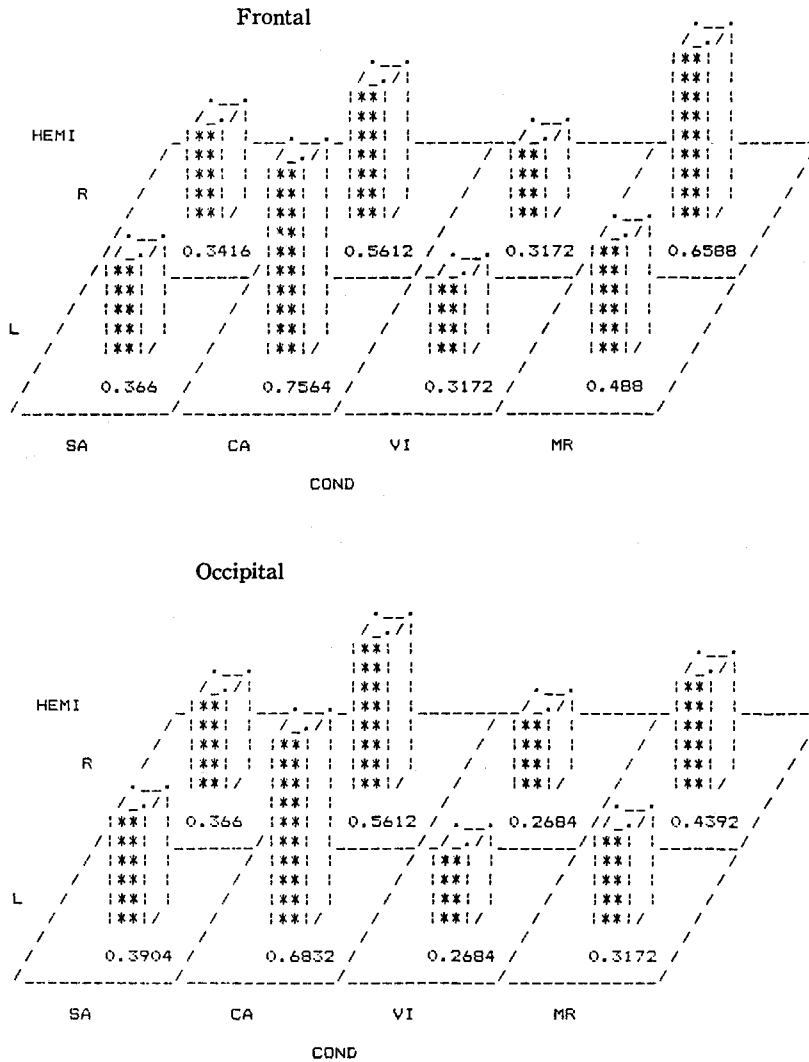 Frontal
HEMI
R
0.3416 0.5612 0.3172 0.6588
L
0.366 0.7564 0.3172 0.488
SA CA VI MR
COND
Occipital
HEMI
R
0.366 0.5612 0.2684 0.4392
L
0.3904 0.6832 0.2684 0.3172
SA CA VI MR
COND